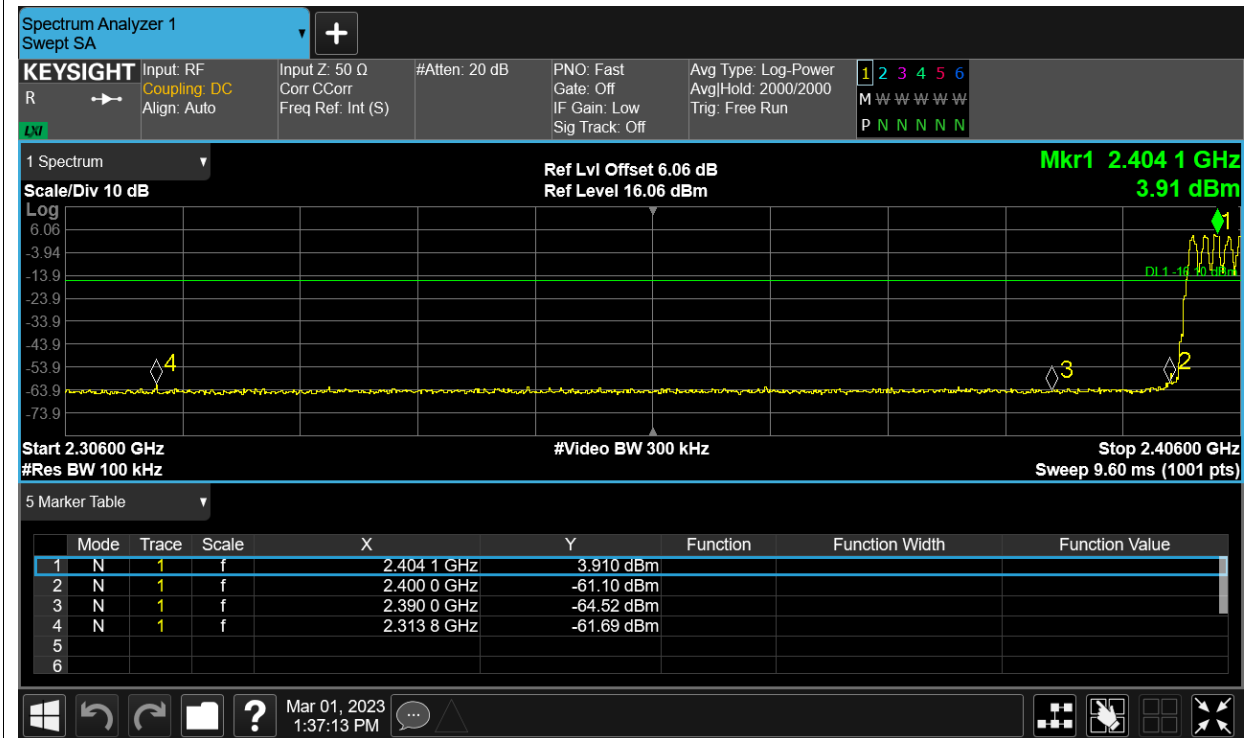 Spectrum Analyzer 1
Swept SA
KEYSIGHT
R
LXI
Input: RF
Coupling: DC
Align: Auto
Input Z: 50 Ω
Corr CCorr
Freq Ref: Int (S)
#Atten: 20 dB
PNO: Fast
Gate: Off
IF Gain: Low
Sig Track: Off
Avg Type: Log-Power
Avg|Hold: 2000/2000
Trig: Free Run
1 2 3 4 5 6
M W W W W W
P N N N N N
1 Spectrum
Scale/Div 10 dB
Ref Lvl Offset 6.06 dB
Ref Level 16.06 dBm
Mkr1 2.404 1 GHz
3.91 dBm
Log
6.06
-3.94
-13.9
-23.9
-33.9
-43.9
-53.9
-63.9
-73.9
1
DL1 -16.10 dBm
4
3
2
Start 2.30600 GHz
#Res BW 100 kHz
#Video BW 300 kHz
Stop 2.40600 GHz
Sweep 9.60 ms (1001 pts)
5 Marker Table
Mode Trace Scale X Y Function Function Width Function Value
1 N 1 f 2.404 1 GHz 3.910 dBm
2 N 1 f 2.400 0 GHz -61.10 dBm
3 N 1 f 2.390 0 GHz -64.52 dBm
4 N 1 f 2.313 8 GHz -61.69 dBm
5
6
?
Mar 01, 2023
1:37:13 PM